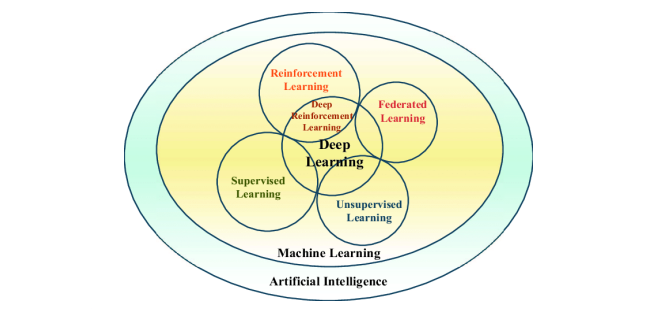 Reinforcement
Learning
Deep
Reinforcement
Learning
Federated
Learning
Deep
Learning
Supervised
Learning
Unsupervised
Learning
Machine Learning
Artificial Intelligence